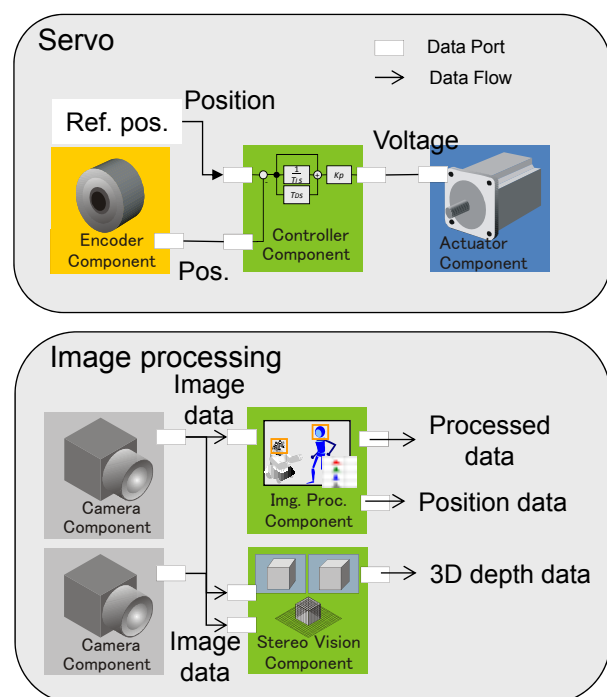 Servo
Data Port
Data Flow
Position
Ref. pos.
Voltage
1
Tis
TDs
Kp
-
+
Encoder
Component
Controller
Component
Actuator
Component
Pos.
Image processing
Image
data
Camera
Component
Img. Proc.
Component
Processed
data
Position data
Camera
Component
Image
data
Stereo Vision
Component
3D depth data